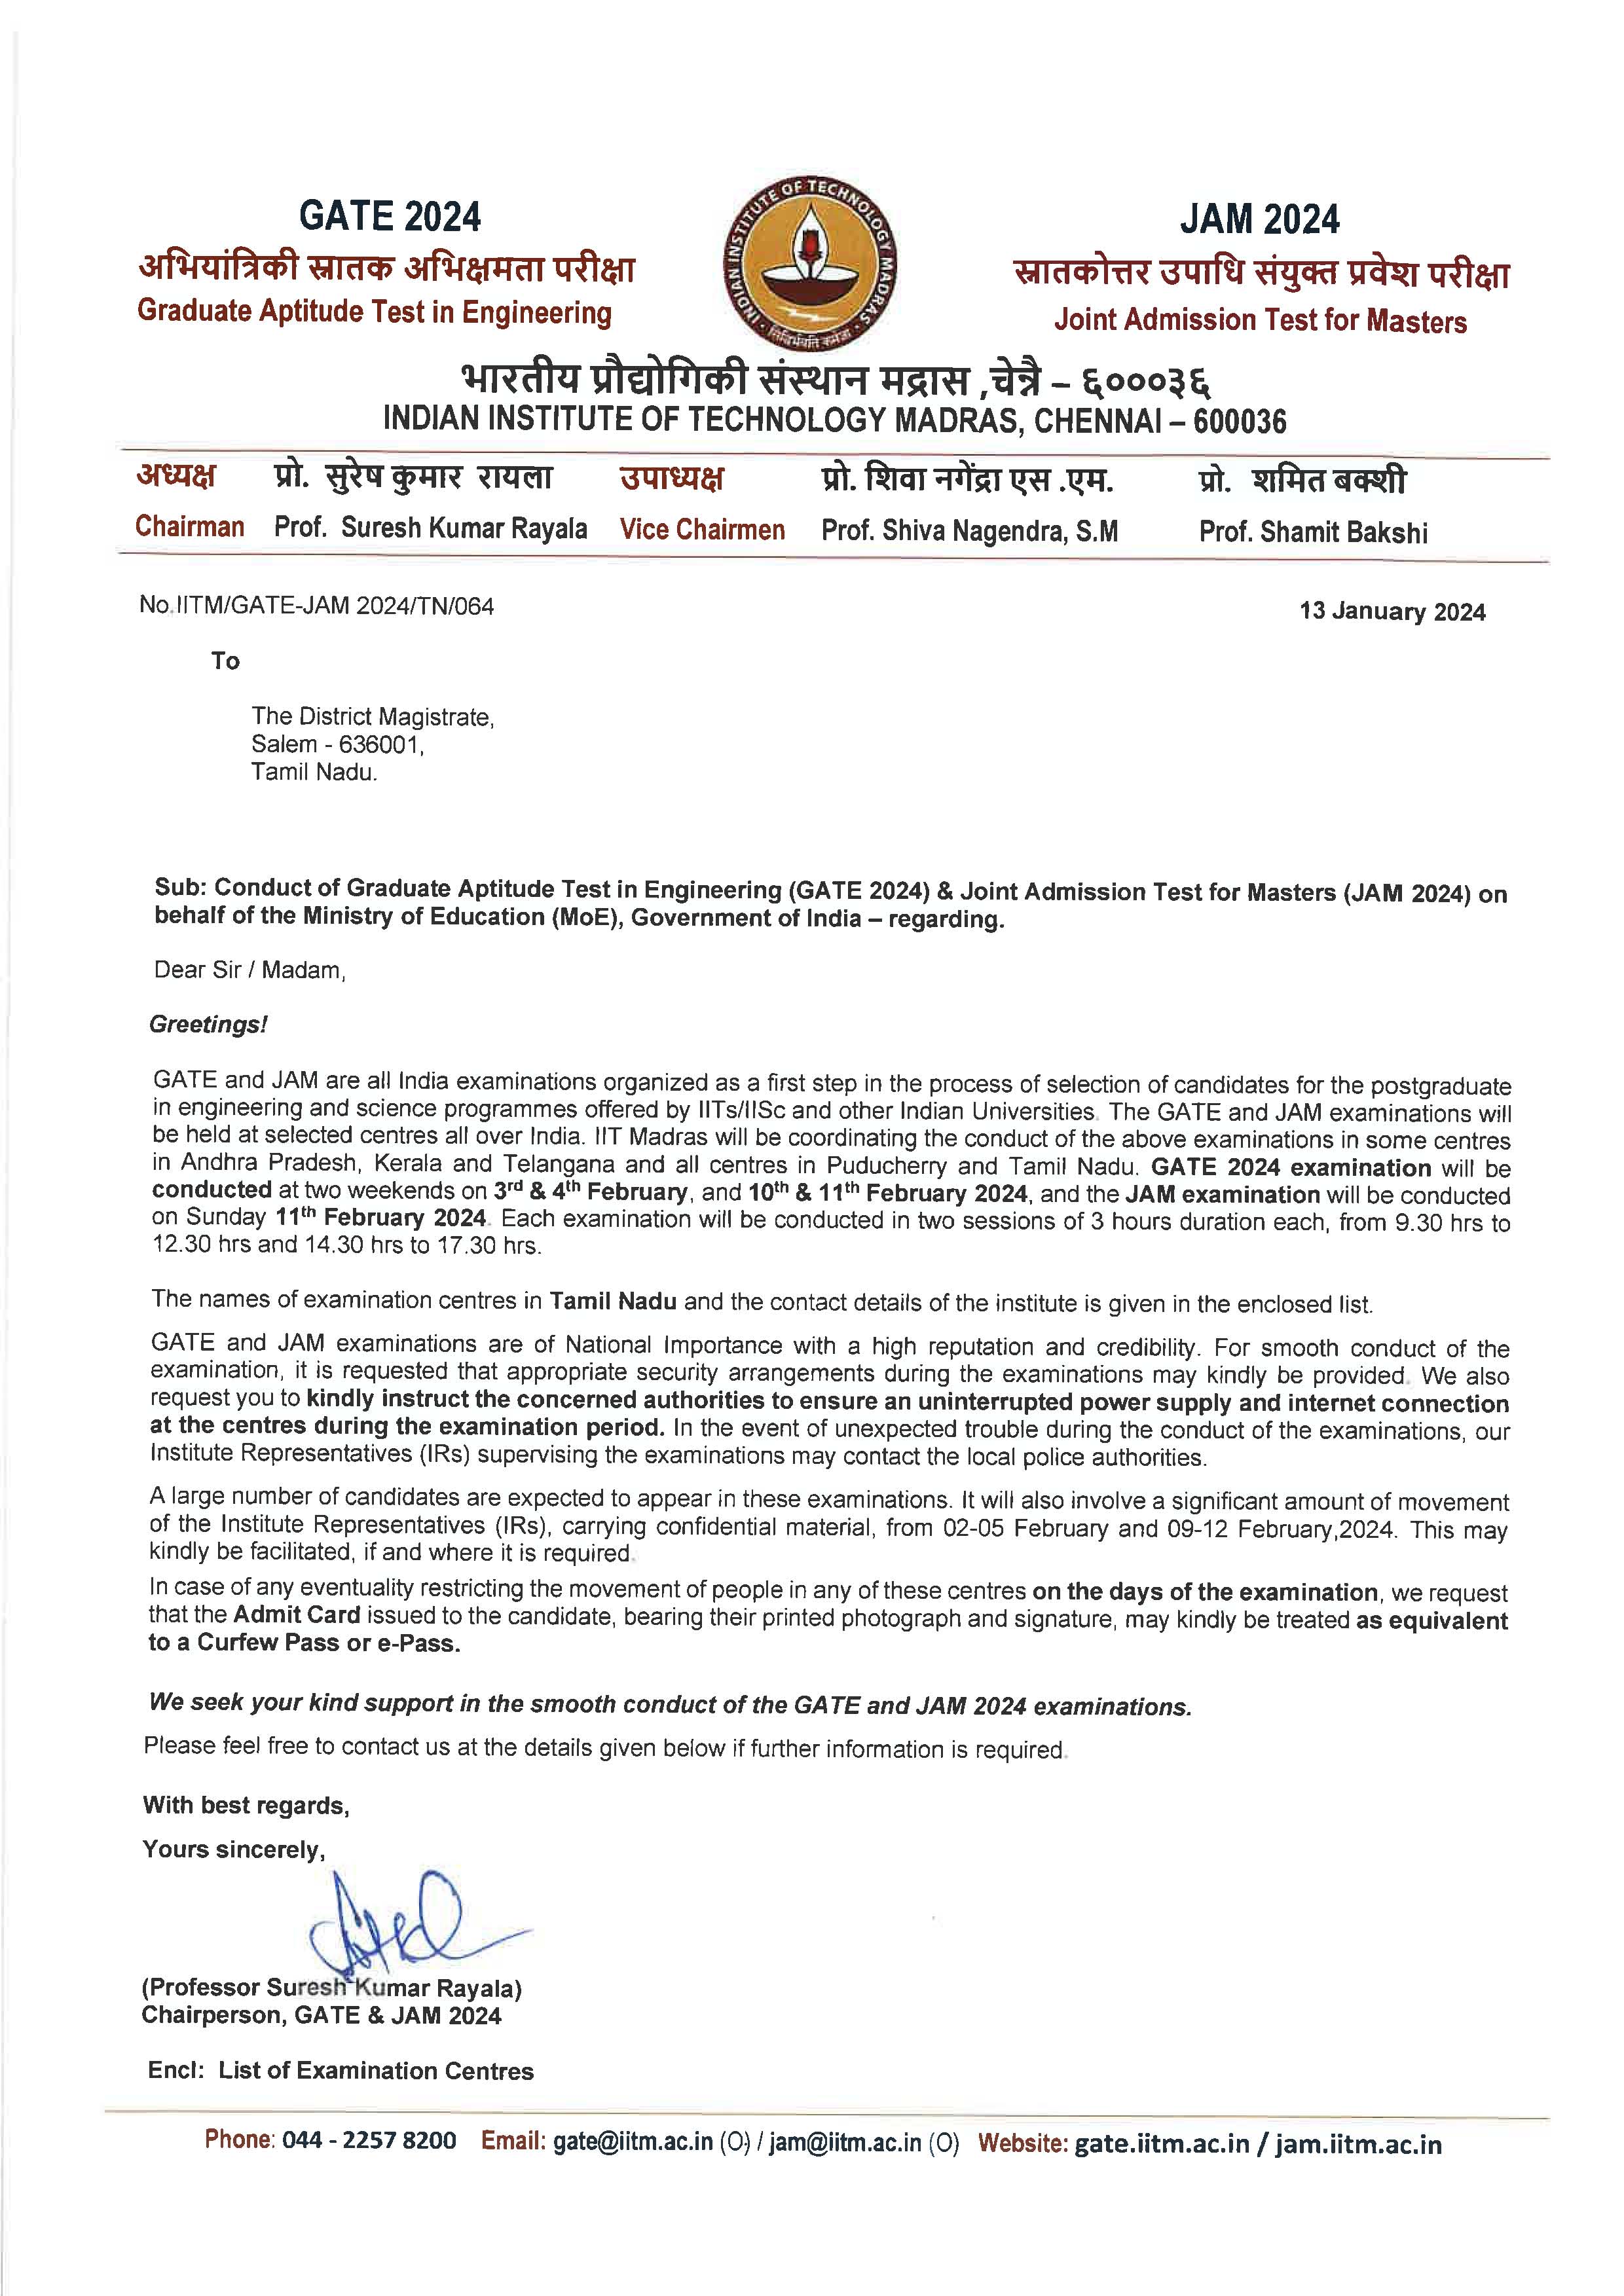 GATE 2024
अभियांत्रिकी स्नातक अभिक्षमता परीक्षा
Graduate Aptitude Test in Engineering
INDIAN INSTITUTE OF TECHNOLOGY MADRAS
सिद्धिर्भवति कर्मजा
JAM 2024
स्नातकोत्तर उपाधि संयुक्त प्रवेश परीक्षा
Joint Admission Test for Masters
भारतीय प्रौद्योगिकी संस्थान मद्रास ,चेन्नै – ६०००३६
INDIAN INSTITUTE OF TECHNOLOGY MADRAS, CHENNAI – 600036
अध्यक्ष प्रो. सुरेष कुमार रायला उपाध्यक्ष प्रो. शिवा नगेंद्रा एस .एम. प्रो. शमित बक्शी
Chairman Prof. Suresh Kumar Rayala Vice Chairmen Prof. Shiva Nagendra, S.M Prof. Shamit Bakshi
No.IITM/GATE-JAM 2024/TN/064 13 January 2024
To
The District Magistrate,
Salem - 636001,
Tamil Nadu.
Sub: Conduct of Graduate Aptitude Test in Engineering (GATE 2024) & Joint Admission Test for Masters (JAM 2024) on
behalf of the Ministry of Education (MoE), Government of India – regarding.
Dear Sir / Madam,
Greetings!
GATE and JAM are all India examinations organized as a first step in the process of selection of candidates for the postgraduate
in engineering and science programmes offered by IITs/IISc and other Indian Universities. The GATE and JAM examinations will
be held at selected centres all over India. IIT Madras will be coordinating the conduct of the above examinations in some centres
in Andhra Pradesh, Kerala and Telangana and all centres in Puducherry and Tamil Nadu. GATE 2024 examination will be
conducted at two weekends on 3rd & 4th February, and 10th & 11th February 2024, and the JAM examination will be conducted
on Sunday 11th February 2024. Each examination will be conducted in two sessions of 3 hours duration each, from 9.30 hrs to
12.30 hrs and 14.30 hrs to 17.30 hrs.
The names of examination centres in Tamil Nadu and the contact details of the institute is given in the enclosed list.
GATE and JAM examinations are of National Importance with a high reputation and credibility. For smooth conduct of the
examination, it is requested that appropriate security arrangements during the examinations may kindly be provided. We also
request you to kindly instruct the concerned authorities to ensure an uninterrupted power supply and internet connection
at the centres during the examination period. In the event of unexpected trouble during the conduct of the examinations, our
Institute Representatives (IRs) supervising the examinations may contact the local police authorities.
A large number of candidates are expected to appear in these examinations. It will also involve a significant amount of movement
of the Institute Representatives (IRs), carrying confidential material, from 02-05 February and 09-12 February,2024. This may
kindly be facilitated, if and where it is required.
In case of any eventuality restricting the movement of people in any of these centres on the days of the examination, we request
that the Admit Card issued to the candidate, bearing their printed photograph and signature, may kindly be treated as equivalent
to a Curfew Pass or e-Pass.
We seek your kind support in the smooth conduct of the GATE and JAM 2024 examinations.
Please feel free to contact us at the details given below if further information is required.
With best regards,
Yours sincerely,
(Professor Suresh Kumar Rayala)
Chairperson, GATE & JAM 2024
Encl: List of Examination Centres
Phone: 044 - 2257 8200 Email: gate@iitm.ac.in (O) / jam@iitm.ac.in (O) Website: gate.iitm.ac.in / jam.iitm.ac.in